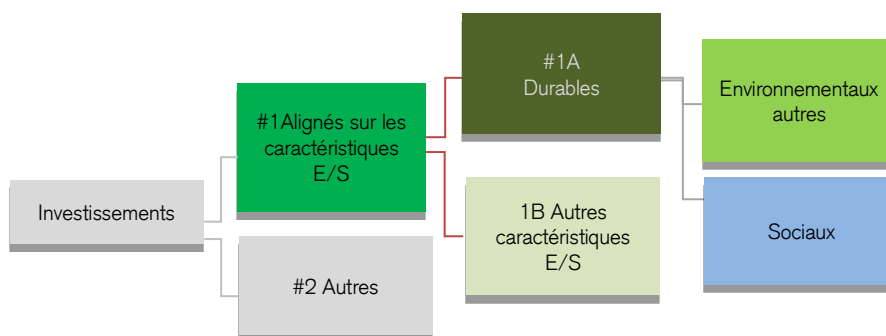 Investissements
#1Alignés sur les
caractéristiques
E/S
#2 Autres
#1A
Durables
1B Autres
caractéristiques
E/S
Environnementaux
autres
Sociaux